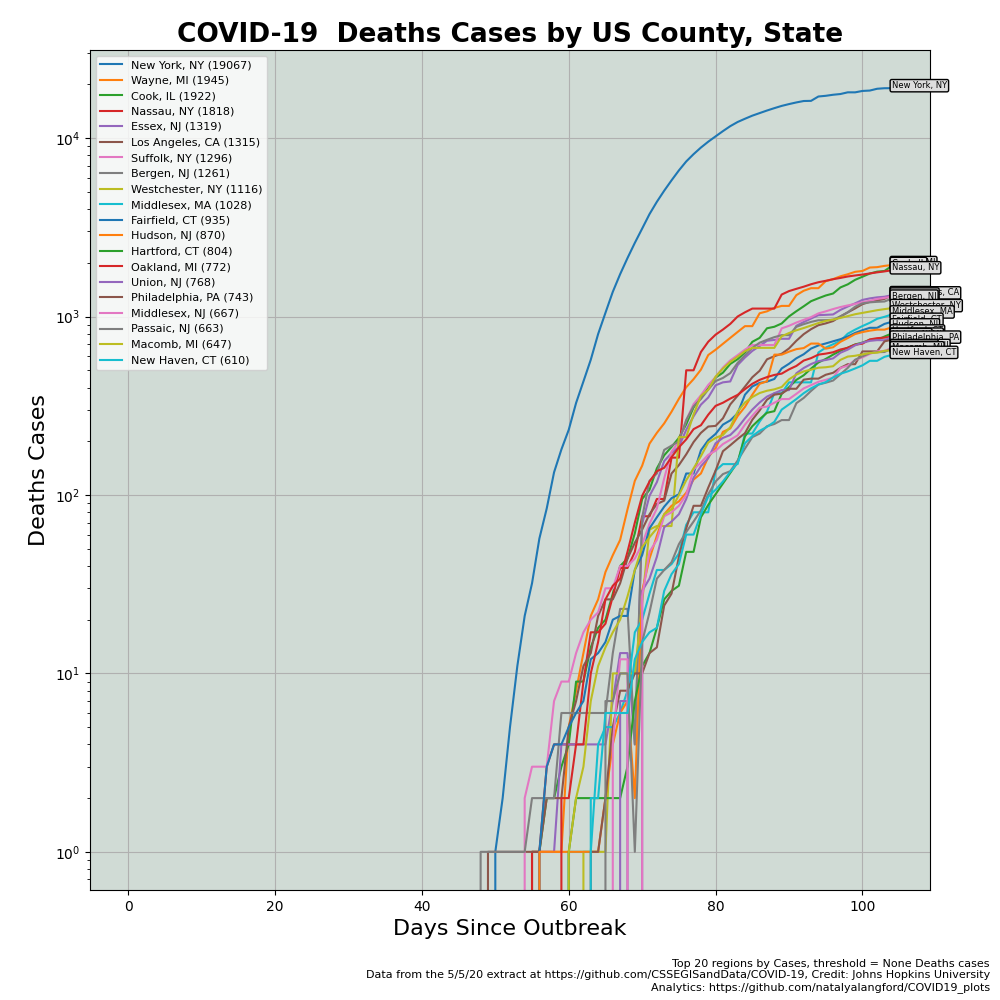 COVID-19  Deaths Cases by US County, State
New York, NY (19067)
Wayne, MI (1945)
Cook, IL (1922)
Nassau, NY (1818)
Essex, NJ (1319)
Los Angeles, CA (1315)
Suffolk, NY (1296)
Bergen, NJ (1261)
Westchester, NY (1116)
Middlesex, MA (1028)
Fairfield, CT (935)
Hudson, NJ (870)
Hartford, CT (804)
Oakland, MI (772)
Union, NJ (768)
Philadelphia, PA (743)
Middlesex, NJ (667)
Passaic, NJ (663)
Macomb, MI (647)
New Haven, CT (610)
New York, NY
Nassau, NY
CA
Bergen, NJ
Philadelphia, PA
New Haven, CT
10⁴
10³
10²
10¹
10⁰
Deaths Cases
0 20 40 60 80 100
Days Since Outbreak
Top 20 regions by Cases, threshold = None Deaths cases
Data from the 5/5/20 extract at https://github.com/CSSEGISandData/COVID-19, Credit: Johns Hopkins University
Analytics: https://github.com/natalyalangford/COVID19_plots